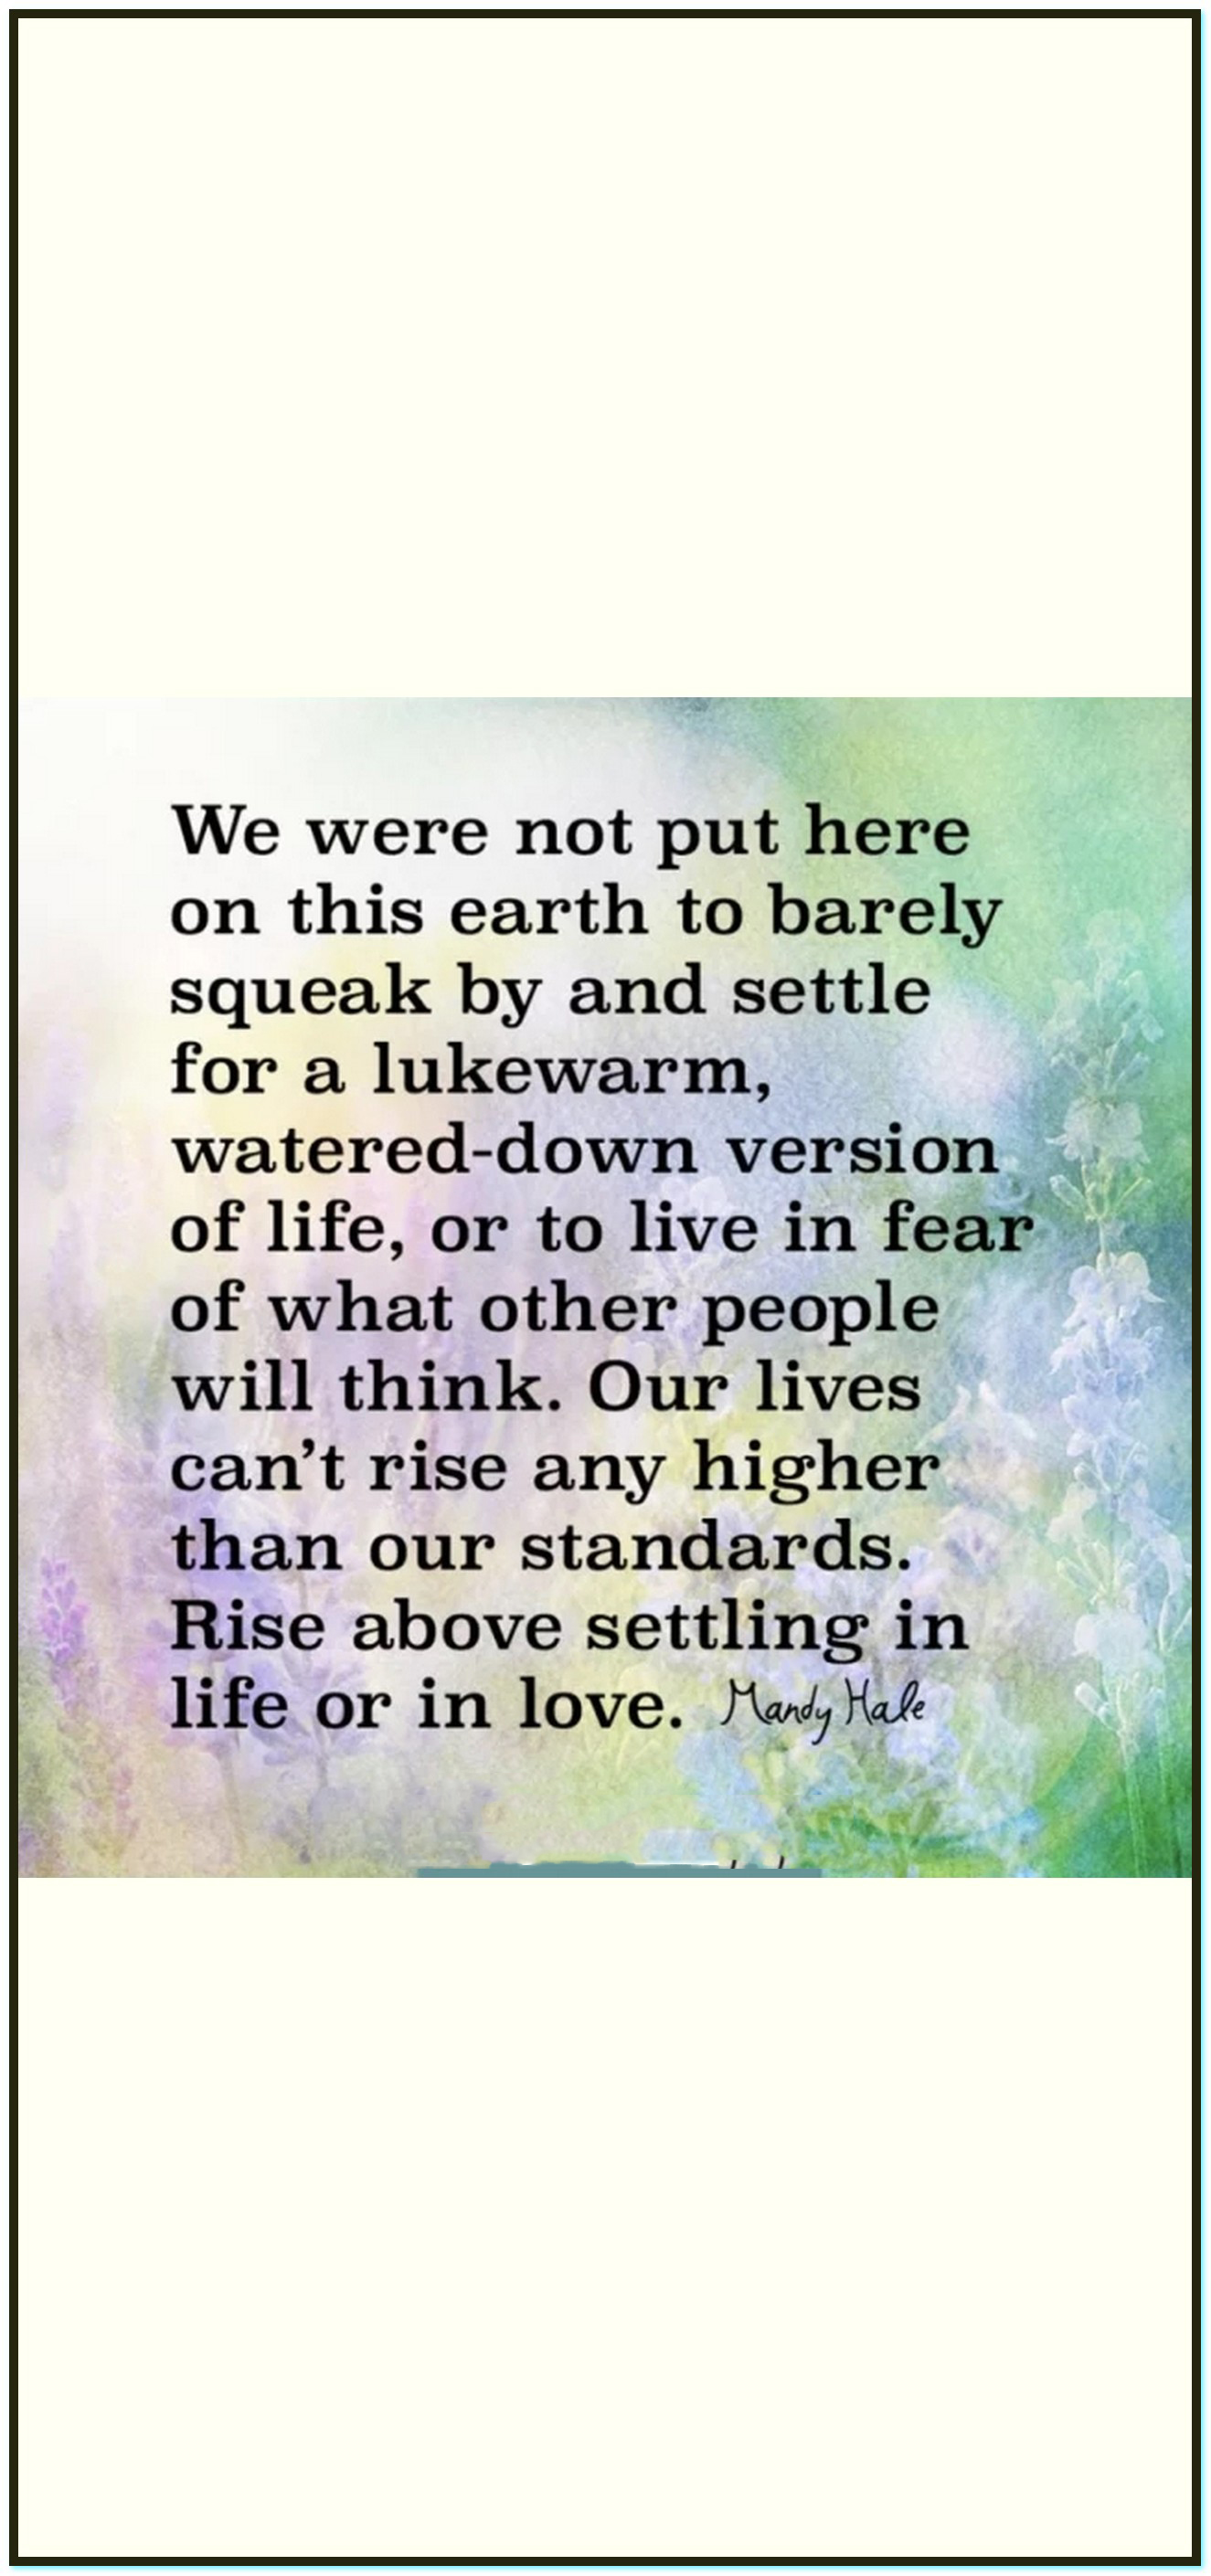 We were not put here
on this earth to barely
squeak by and settle
for a lukewarm,
watered-down version
of life, or to live in fear
of what other people
will think. Our lives
can’t rise any higher
than our standards.
Rise above settling in
life or in love. Mandy Hale